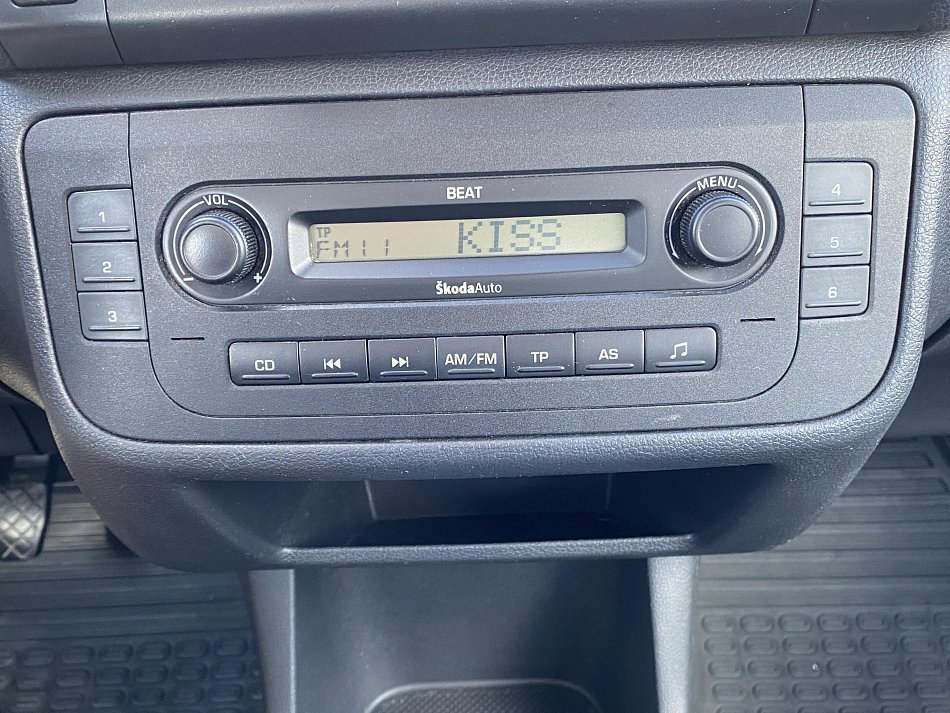 BEAT
VOL
MENU
1
2
3
TP
FM11
KISS
4
5
6
ŠkodaAuto
- +
CD
AM/FM
TP
AS